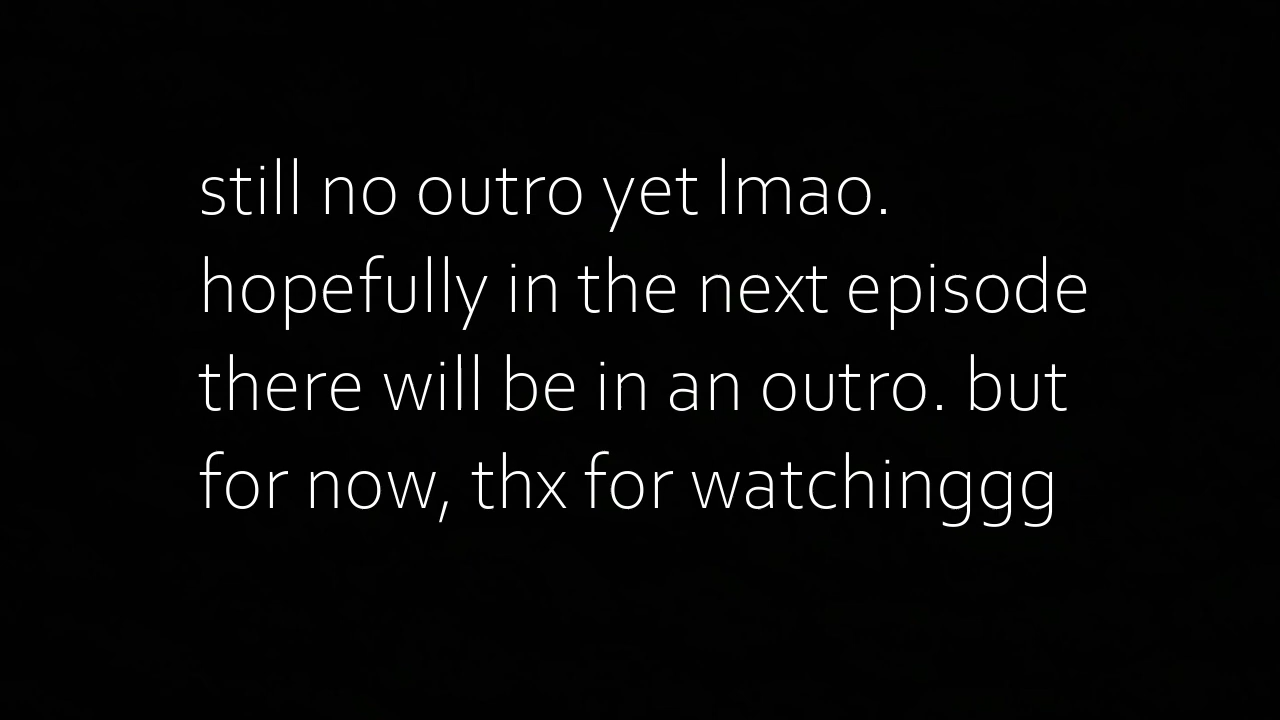 still no outro yet lmao.
hopefully in the next episode
there will be in an outro. but
for now, thx for watchinggg